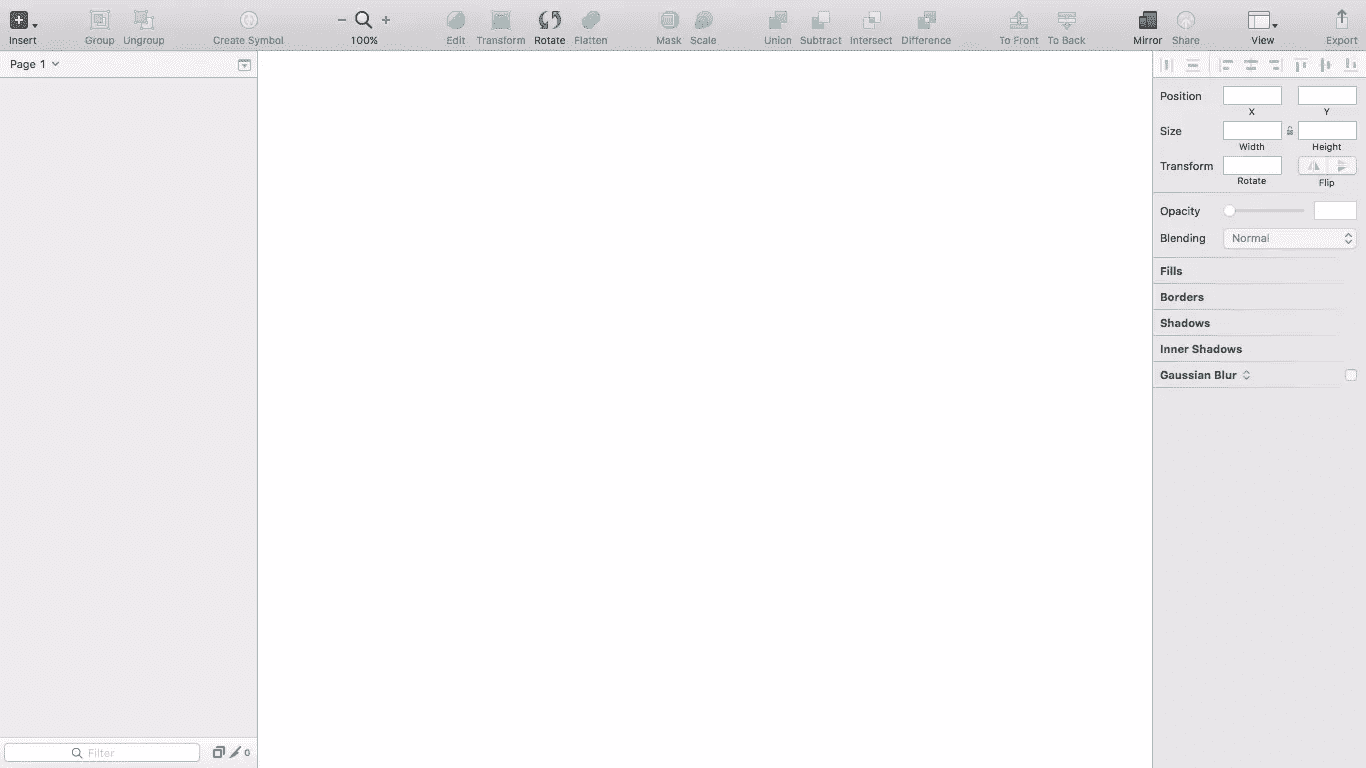 Insert Group Ungroup Create Symbol 100% Edit Transform Rotate Flatten Mask Scale Union Subtract Intersect Difference To Front To Back Mirror Share View Export
Page 1
Position
X Y
Size
Width Height
Transform
Rotate Flip
Opacity
Blending Normal
Fills
Borders
Shadows
Inner Shadows
Gaussian Blur
Filter 0